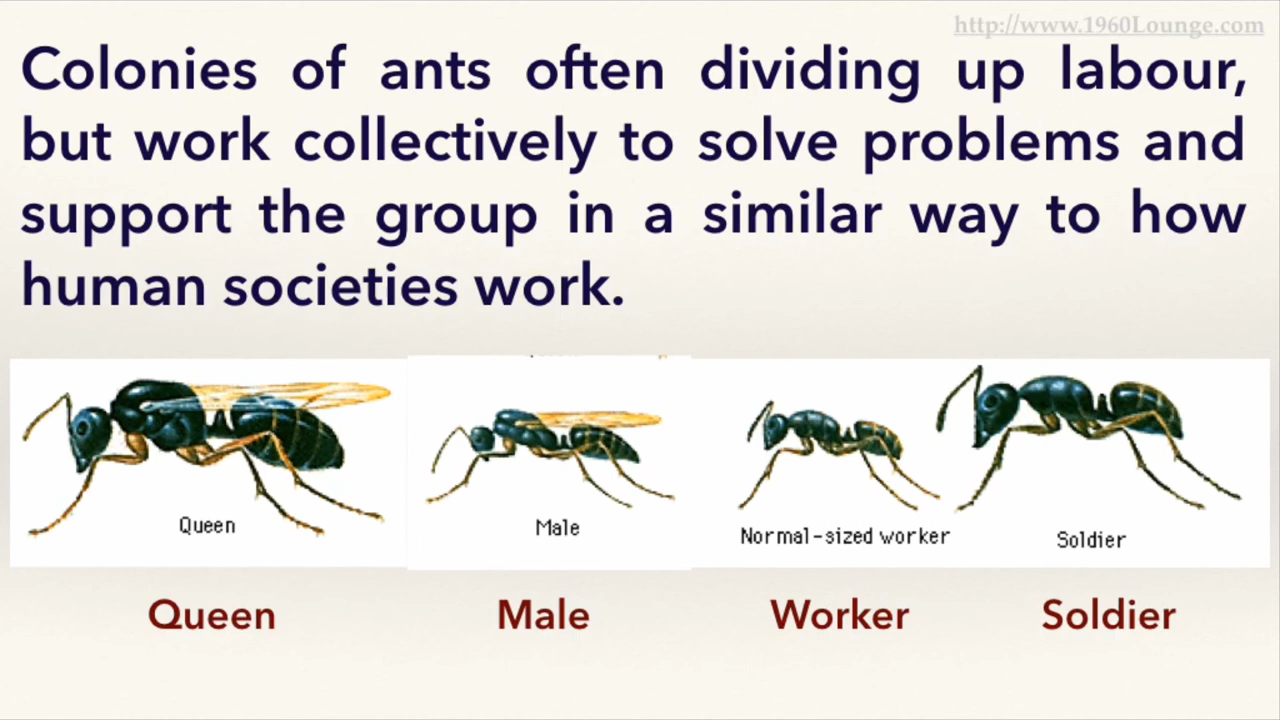 http://www.1960Lounge.com
Colonies of ants often dividing up labour,
but work collectively to solve problems and
support the group in a similar way to how
human societies work.
Queen
Male
Normal-sized worker
Soldier
Queen
Male
Worker
Soldier